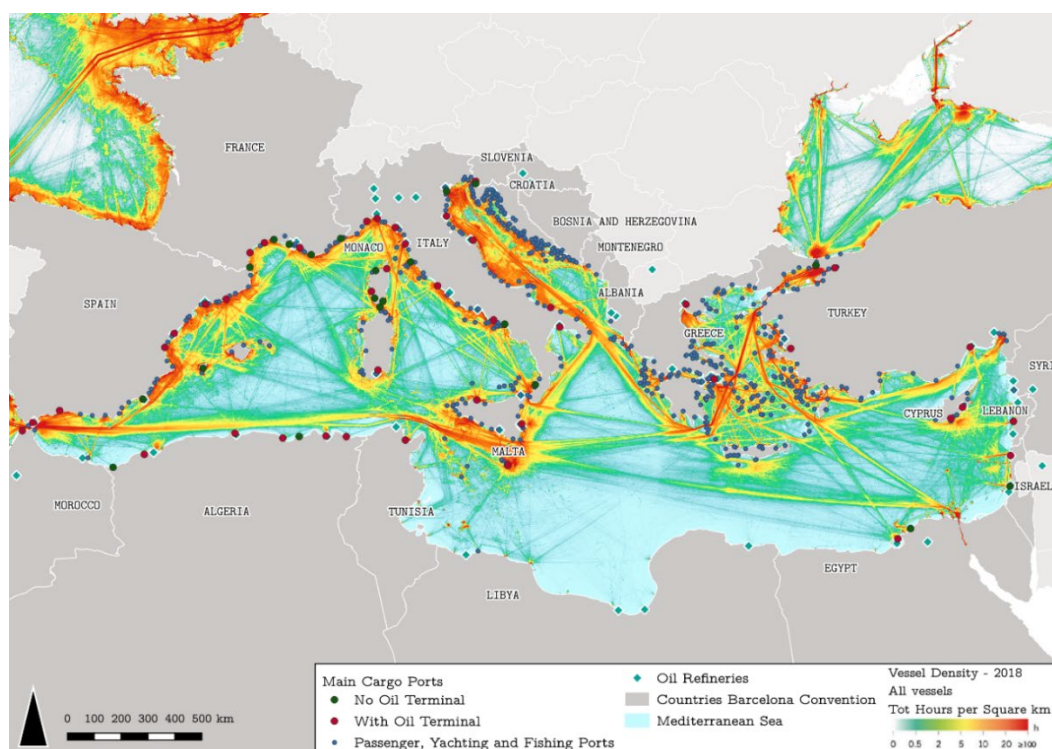 FRANCE
SLOVENIA
CROATIA
BOSNIA AND HERZEGOVINA
MONACO
ITALY
MONTENEGRO
SPAIN
ALBANIA
TURKEY
GREECE
SYRI
CYPRUS
LEBANON
MALTA
ISRAEL
MOROCCO
ALGERIA
TUNISIA
EGYPT
LIBYA
0 100 200 300 400 500 km
Main Cargo Ports
No Oil Terminal
With Oil Terminal
Passenger, Yachting and Fishing Ports
Oil Refineries
Countries Barcelona Convention
Mediterranean Sea
Vessel Density - 2018
All vessels
Tot Hours per Square km
h
0 0.5 2 5 10 20 ≥100